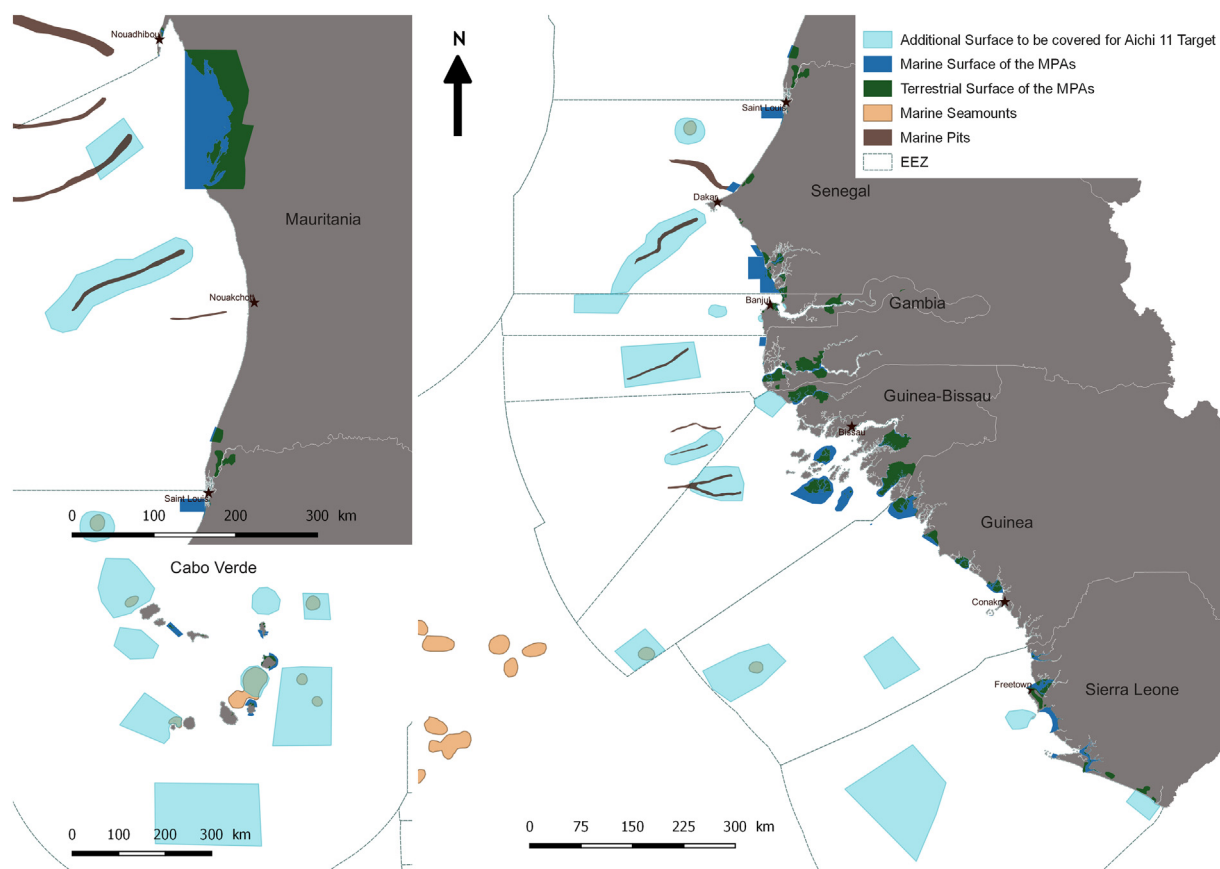 Nouadhibou
Mauritania
Nouakchott
Saint Louis
0 100 200 300 km
Cabo Verde
0 100 200 300 km
N
Additional Surface to be covered for Aichi 11 Target
Marine Surface of the MPAs
Terrestrial Surface of the MPAs
Marine Seamounts
Marine Pits
EEZ
Saint Louis
Senegal
Dakar
Banjul
Gambia
Guinea-Bissau
Bissau
Guinea
Conakry
Freetown
Sierra Leone
0 75 150 225 300 km